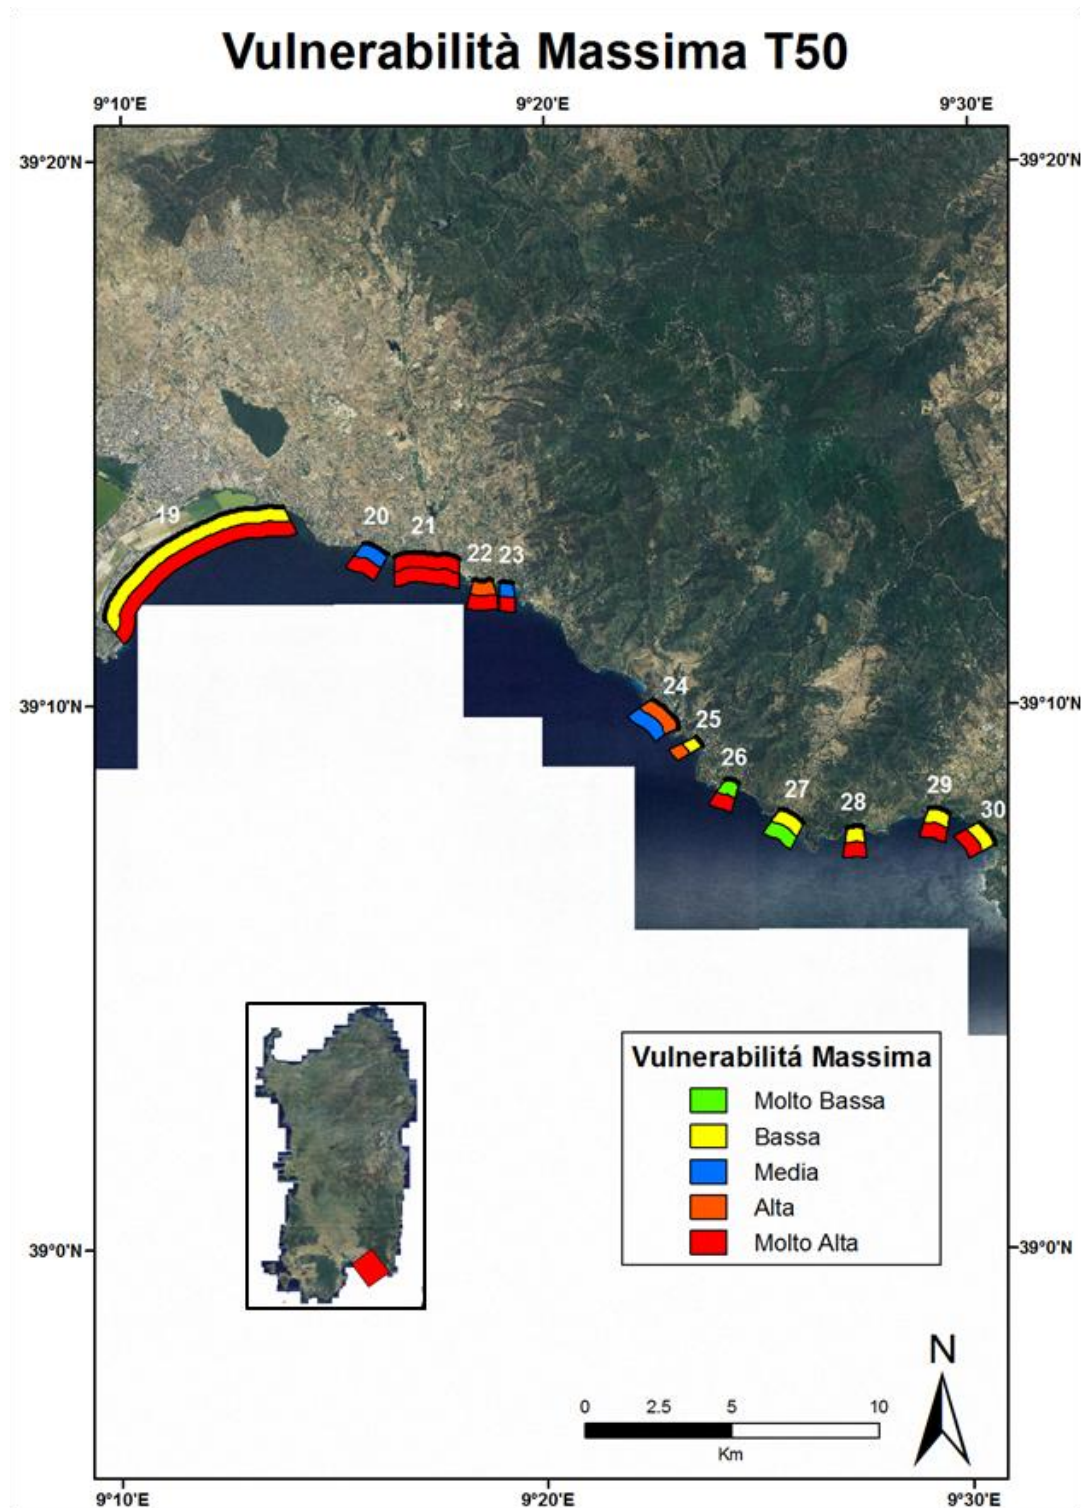 Vulnerabilità Massima T50
9°10'E 9°20'E 9°30'E
39°20'N 39°20'N
19 20 21 22 23
39°10'N 39°10'N
24
25
26
27
28
29
30
Vulnerabilitá Massima
Molto Bassa
Bassa
Media
Alta
Molto Alta
39°0'N 39°0'N
N
0 2.5 5 10
Km
9°10'E 9°20'E 9°30'E